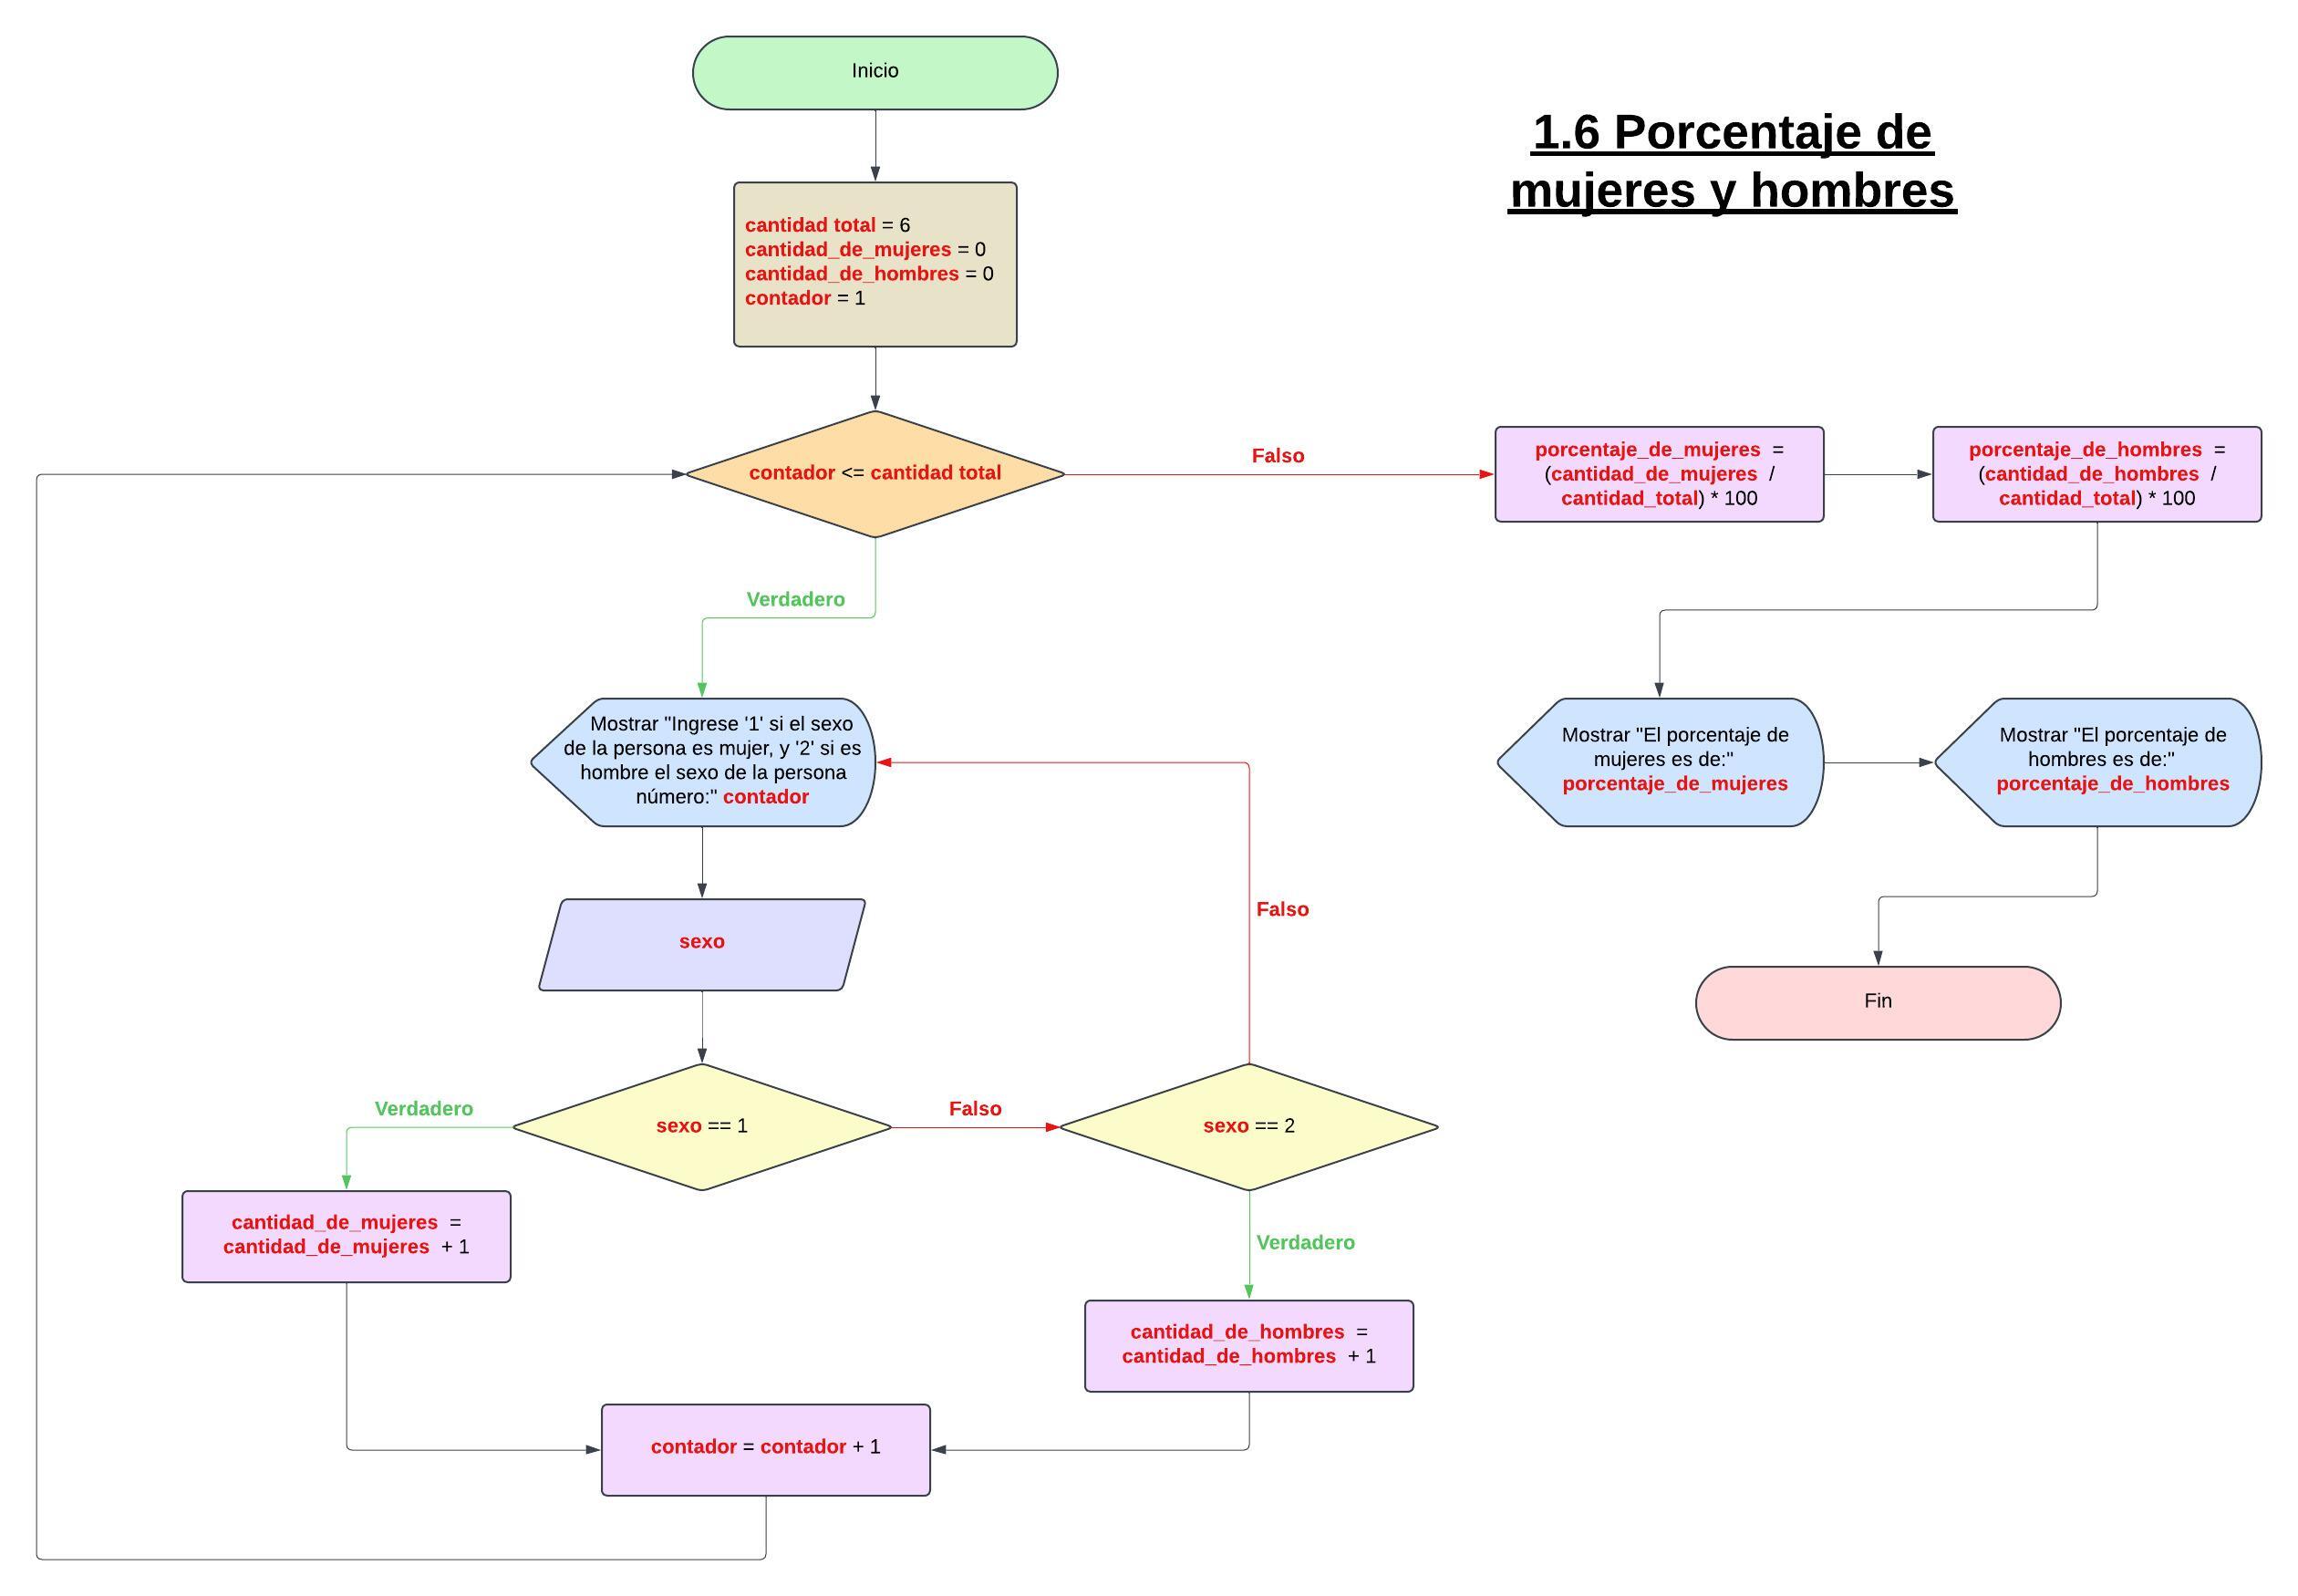 Inicio
1.6 Porcentaje de
mujeres y hombres
cantidad total = 6
cantidad_de_mujeres = 0
cantidad_de_hombres = 0
contador = 1
contador <= cantidad total
Falso
porcentaje_de_mujeres =
(cantidad_de_mujeres /
cantidad_total) * 100
porcentaje_de_hombres =
(cantidad_de_hombres /
cantidad_total) * 100
Verdadero
Mostrar "Ingrese '1' si el sexo
de la persona es mujer, y '2' si es
hombre el sexo de la persona
número:" contador
Mostrar "El porcentaje de
mujeres es de:"
porcentaje_de_mujeres
Mostrar "El porcentaje de
hombres es de:"
porcentaje_de_hombres
sexo
Falso
Fin
Verdadero
sexo == 1
Falso
sexo == 2
cantidad_de_mujeres =
cantidad_de_mujeres + 1
Verdadero
cantidad_de_hombres =
cantidad_de_hombres + 1
contador = contador + 1